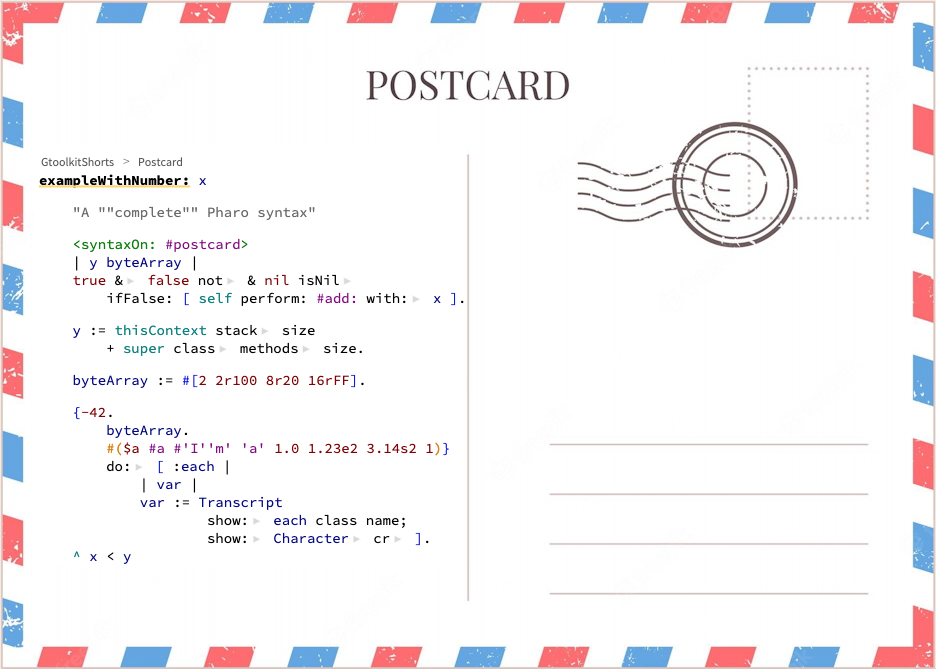 POSTCARD
GtoolkitShorts > Postcard
exampleWithNumber: x
"A ""complete"" Pharo syntax"
<syntaxOn: #postcard>
| y byteArray |
true & false not & nil isNil
ifFalse: [ self perform: #add: with: x ].
y := thisContext stack size
+ super class methods size.
byteArray := #[2 2r100 8r20 16rFF].
{-42.
byteArray.
#($a #a #'I''m' 'a' 1.0 1.23e2 3.14s2 1)}
do: [ :each |
| var |
var := Transcript
show: each class name;
show: Character cr ].
^ x < y